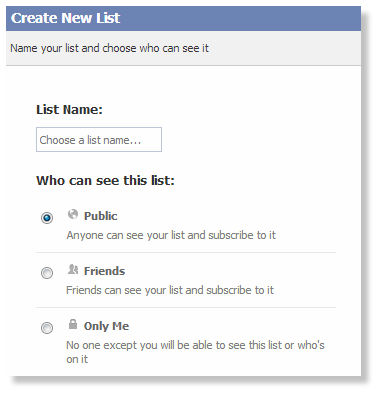 Create New List
Name your list and choose who can see it
List Name:
Choose a list name...
Who can see this list:
Public
Anyone can see your list and subscribe to it
Friends
Friends can see your list and subscribe to it
Only Me
No one except you will be able to see this list or who's
on it